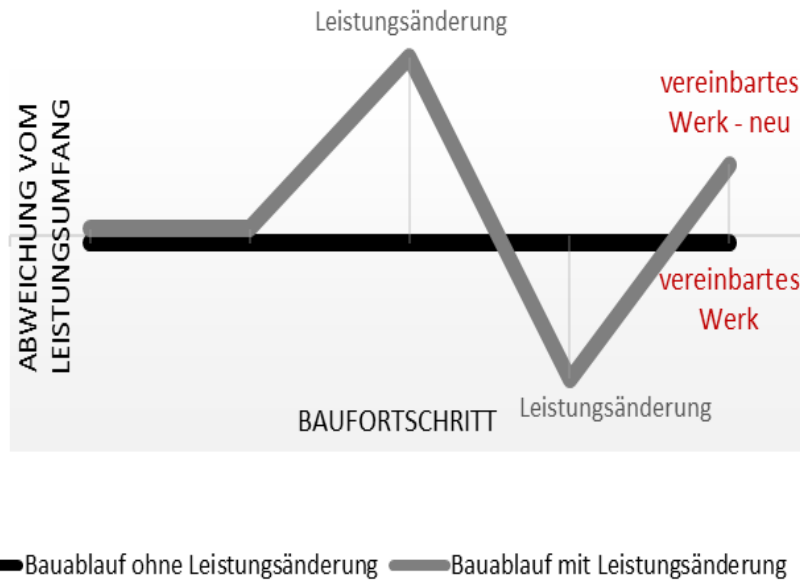 Leistungsänderung
vereinbartes
Werk - neu
ABWEICHUNG VOM
LEISTUNGSUMFANG
vereinbartes
Werk
Leistungsänderung
BAUFORTSCHRITT
Bauablauf ohne Leistungsänderung
Bauablauf mit Leistungsänderung